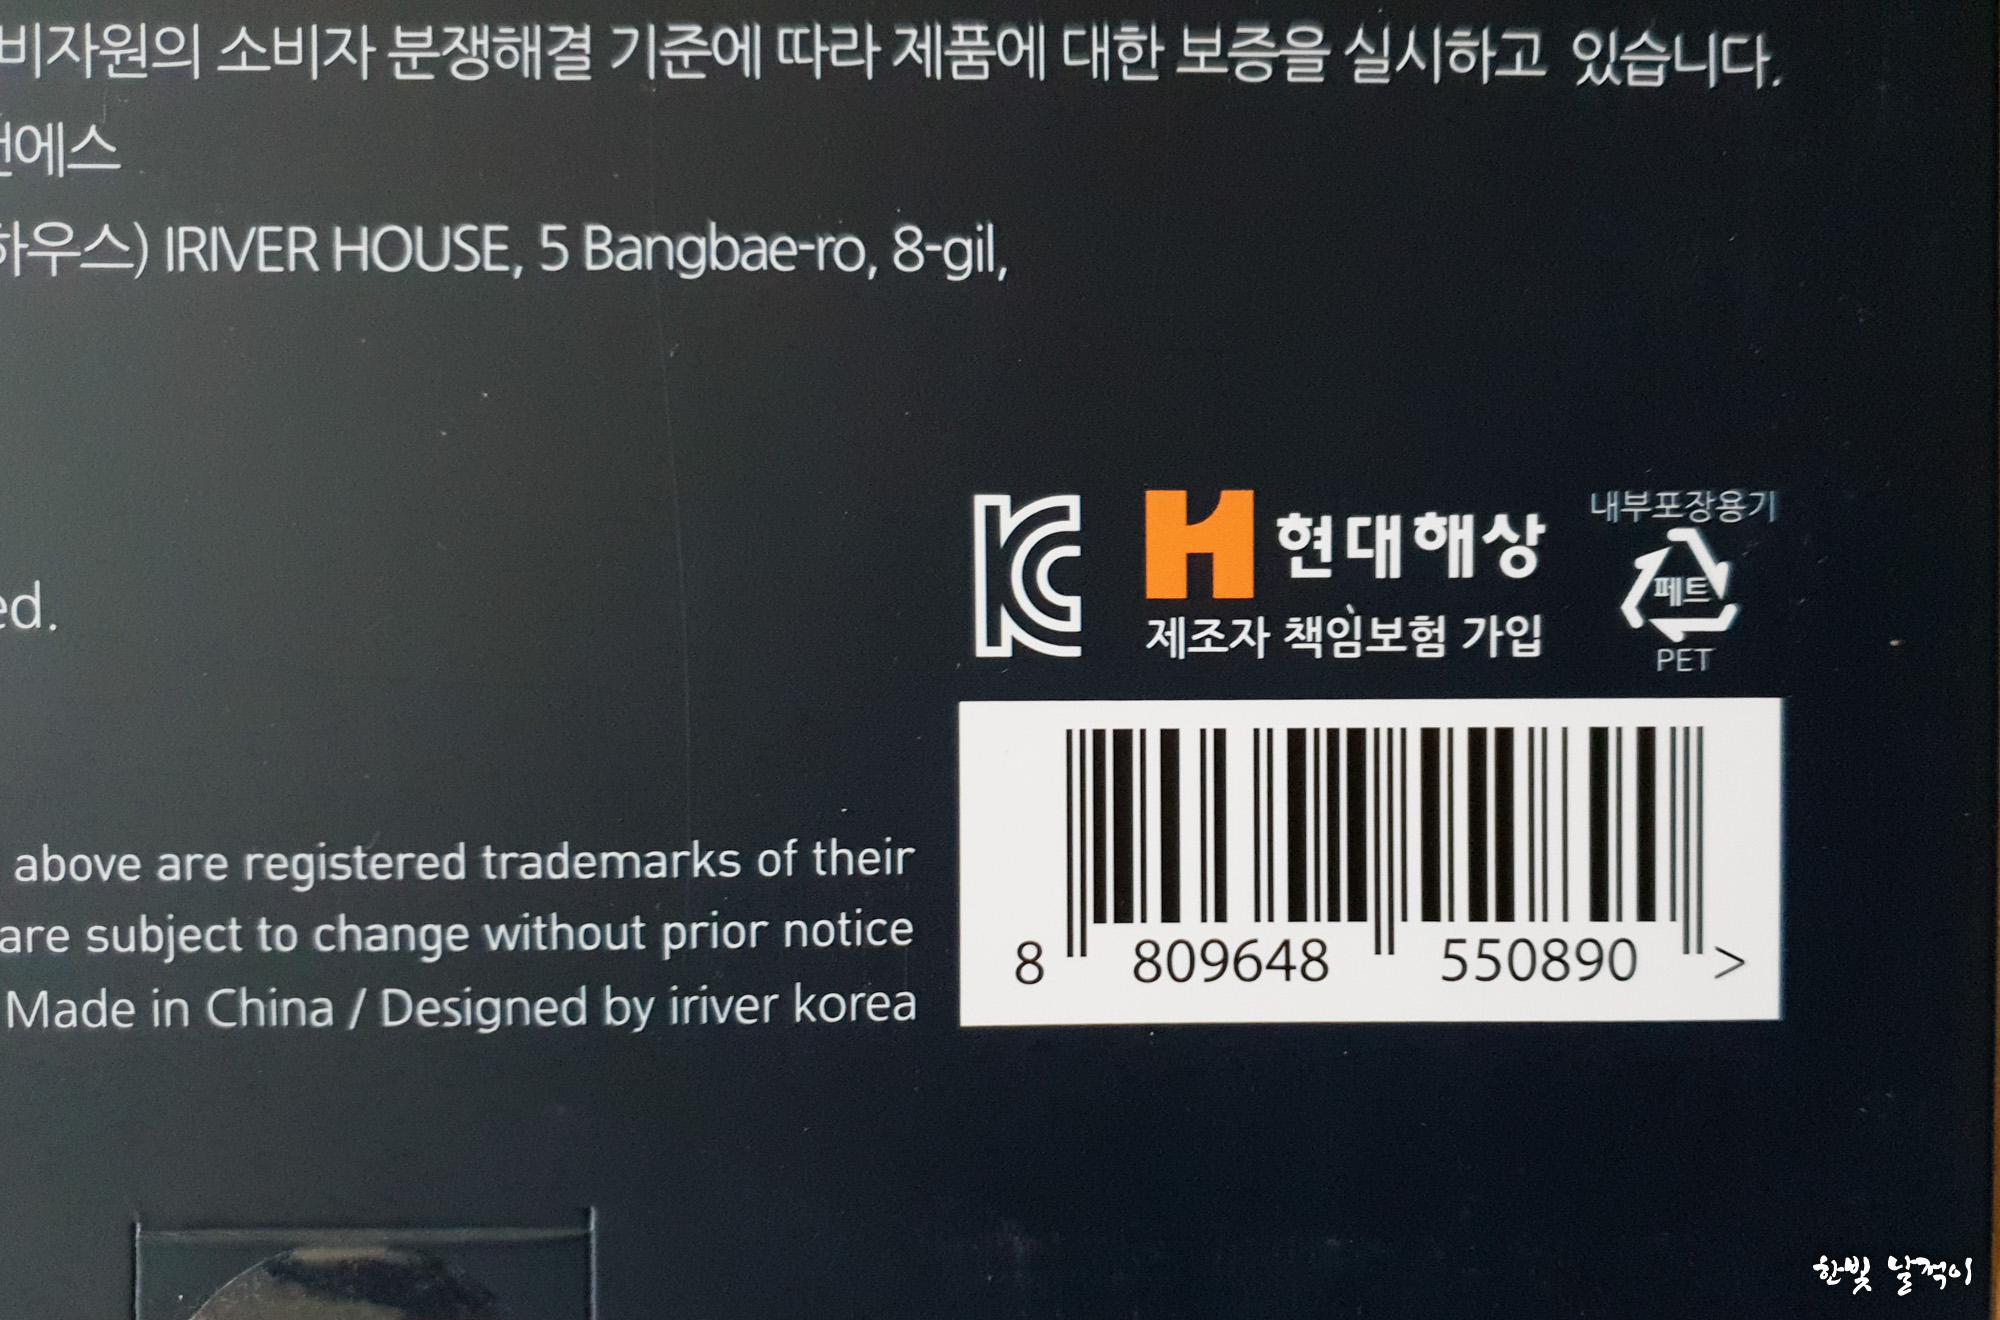 비자원의 소비자 분쟁해결 기준에 따라 제품에 대한 보증을 실시하고 있습니다.
에스
하우스) IRIVER HOUSE, 5 Bangbae-ro, 8-gil,
ed.
KC
현대해상
제조자 책임보험 가입
내부포장용기
페트
PET
above are registered trademarks of their
are subject to change without prior notice
Made in China / Designed by iriver korea
8 809648 550890 >
한빛 날적이